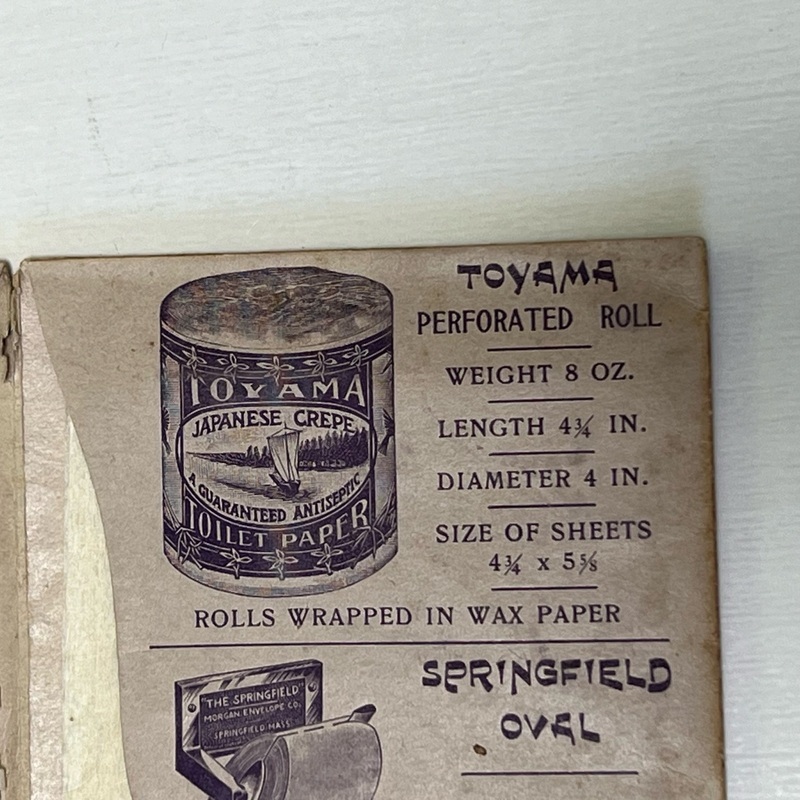 TOYAMA
JAPANESE CREPE
A GUARANTEED ANTISEPTIC
TOILET PAPER
TOYAMA
PERFORATED ROLL
WEIGHT 8 OZ.
LENGTH 4¾ IN.
DIAMETER 4 IN.
SIZE OF SHEETS
4¾ x 5⅝
ROLLS WRAPPED IN WAX PAPER
"THE SPRINGFIELD"
MORGAN ENVELOPE CO.
SPRINGFIELD MASS.
SPRINGFIELD
OVAL